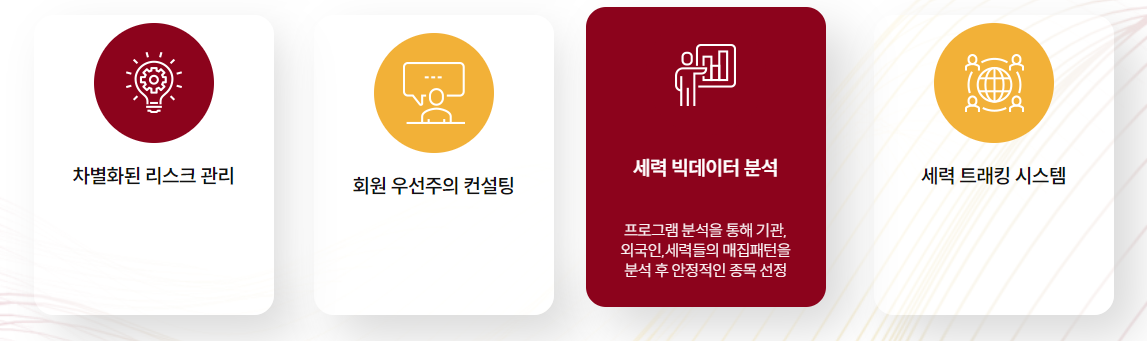 차별화된 리스크 관리
회원 우선주의 컨설팅
세력 빅데이터 분석
프로그램 분석을 통해 기관,
외국인,세력들의 매집패턴을
분석 후 안정적인 종목 선정
세력 트래킹 시스템